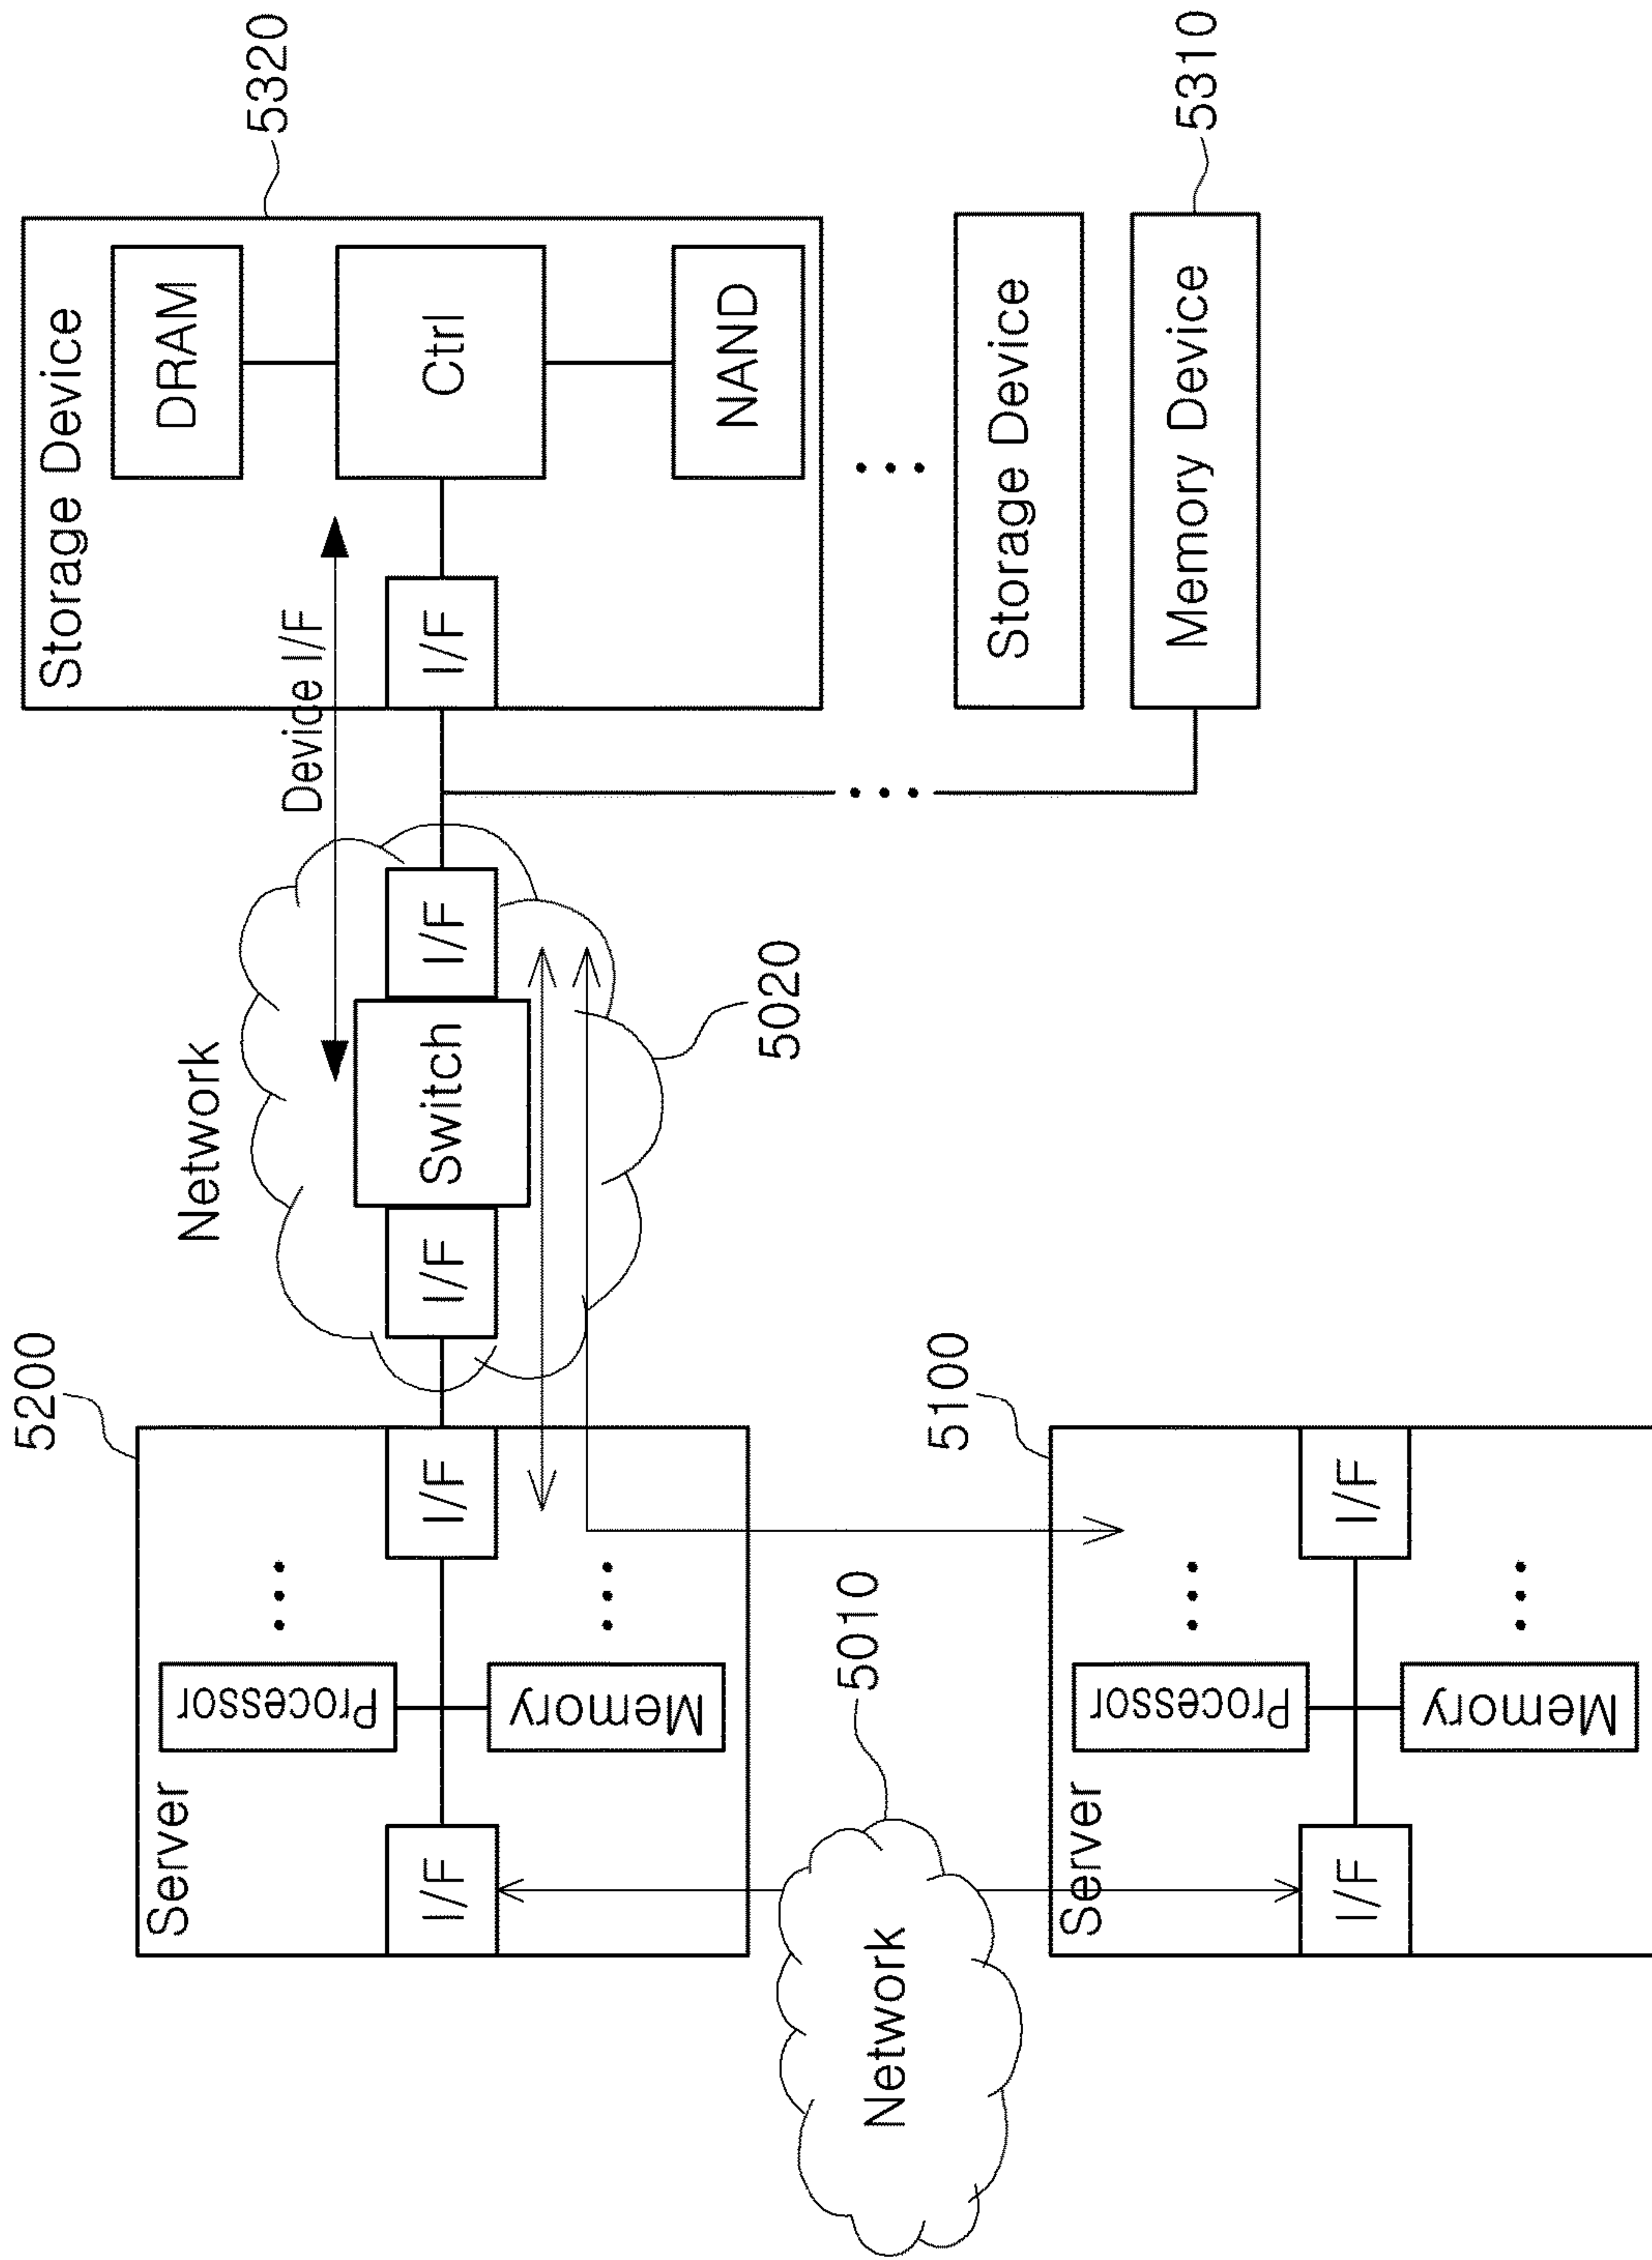 5200
Server
Processor
...
I/F
I/F
Memory
...
Network
I/F
Switch
I/F
5020
Device I/F
Storage Device
5320
DRAM
I/F
Ctrl
NAND
...
Storage Device
...
Memory Device
5310
5010
Network
5100
Server
Processor
...
I/F
I/F
Memory
...